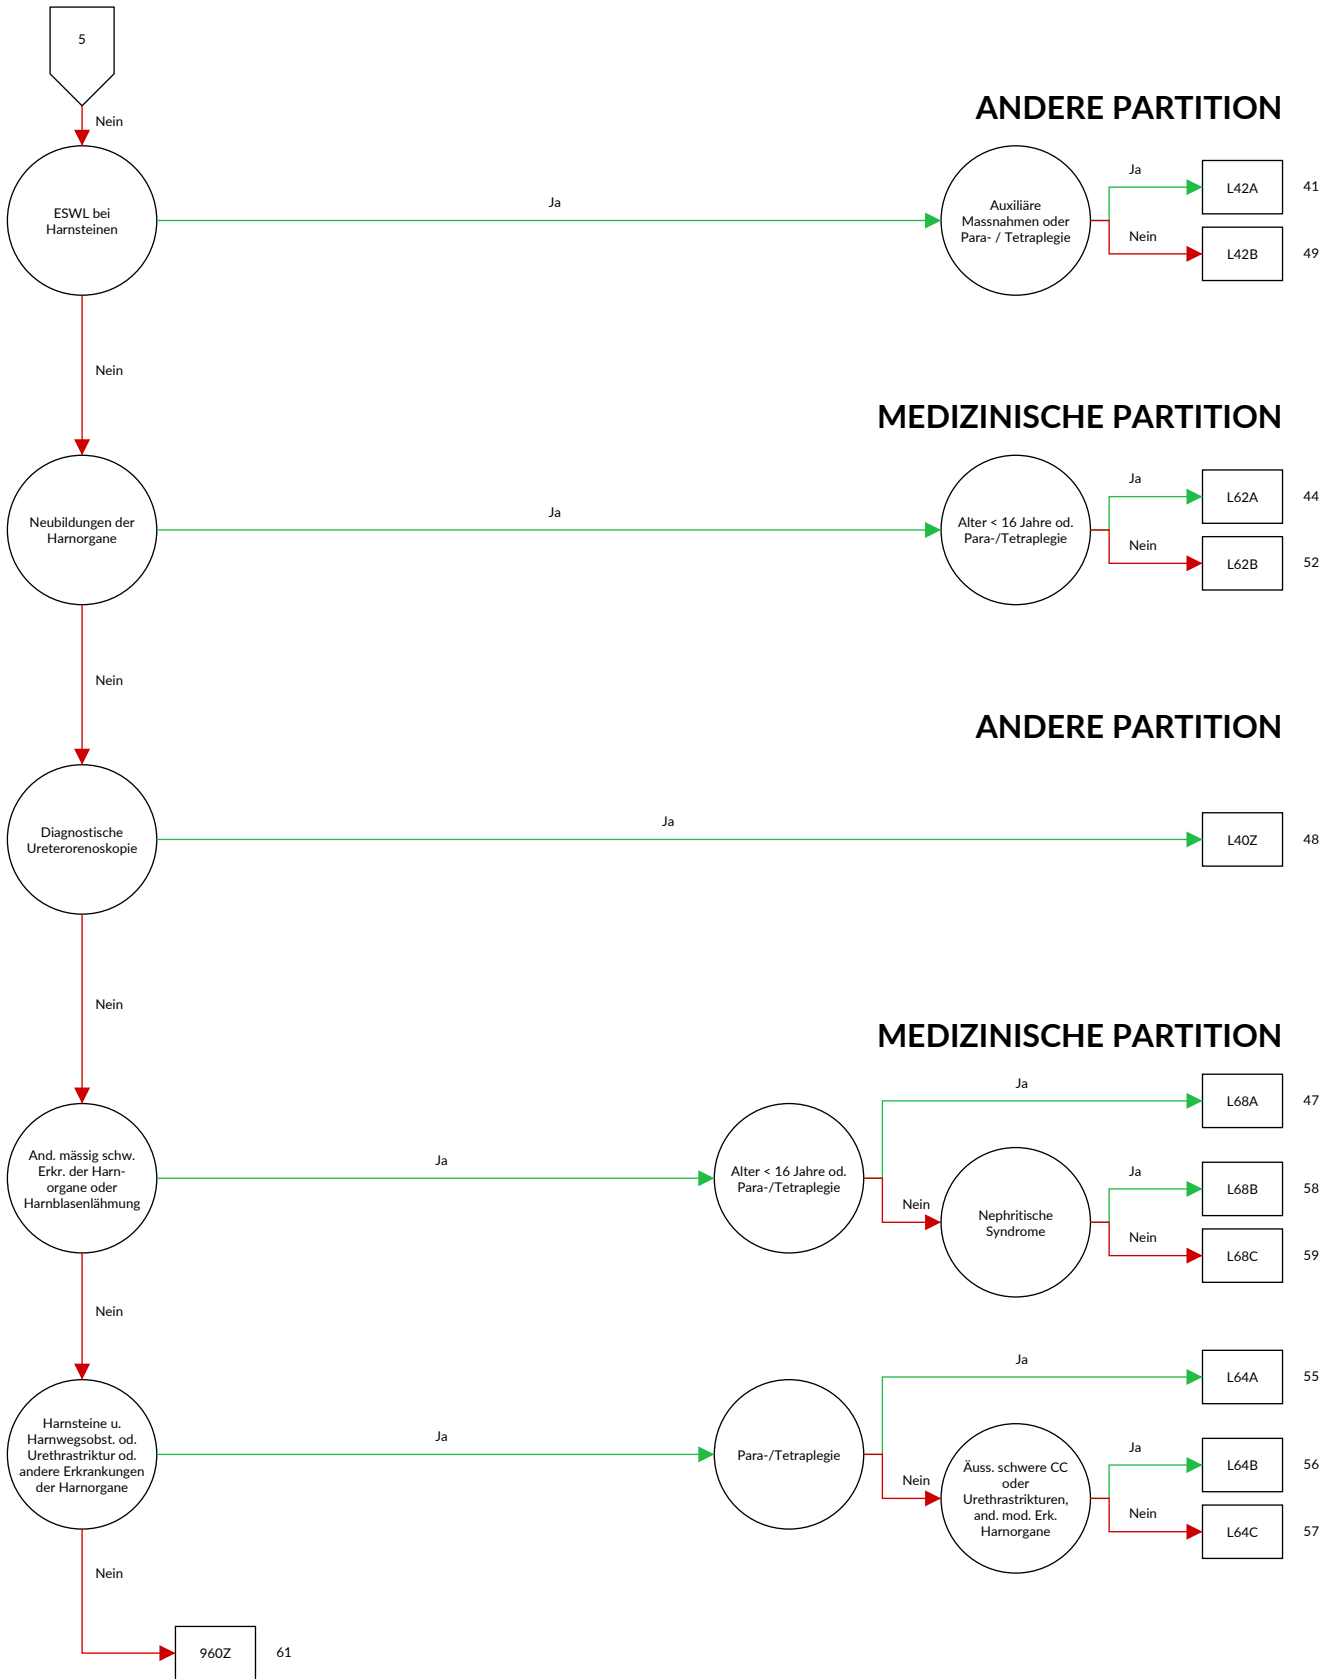 5
Nein
ANDERE PARTITION
ESWL bei
Harnsteinen
Ja
Auxiliäre
Massnahmen oder
Para- / Tetraplegie
Ja
L42A
41
Nein
L42B
49
Nein
MEDIZINISCHE PARTITION
Neubildungen der
Harnorgane
Ja
Alter < 16 Jahre od.
Para-/Tetraplegie
Ja
L62A
44
Nein
L62B
52
Nein
ANDERE PARTITION
Diagnostische
Ureterorenoskopie
Ja
L40Z
48
Nein
MEDIZINISCHE PARTITION
And. mässig schw.
Erkr. der Harn-
organe oder
Harnblasenlähmung
Ja
Alter < 16 Jahre od.
Para-/Tetraplegie
Ja
L68A
47
Nein
Nephritische
Syndrome
Ja
L68B
58
Nein
L68C
59
Nein
Harnsteine u.
Harnwegsobst. od.
Urethrastriktur od.
andere Erkrankungen
der Harnorgane
Ja
Para-/Tetraplegie
Ja
L64A
55
Nein
Äuss. schwere CC
oder
Urethrastrikturen,
and. mod. Erk.
Harnorgane
Ja
L64B
56
Nein
L64C
57
Nein
960Z
61